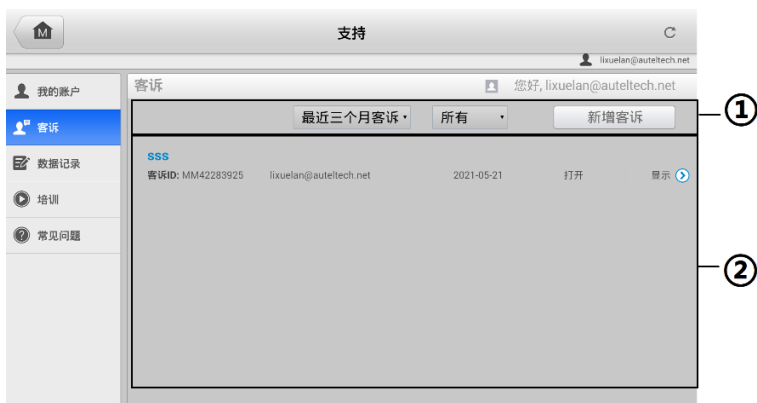 M
支持
lixuelan@auteltech.net
我的账户
客诉
您好, lixuelan@auteltech.net
客诉
最近三个月客诉
所有
新增客诉
①
数据记录
sss
客诉ID: MM42283925 lixuelan@auteltech.net 2021-05-21 打开 显示
培训
常见问题
②